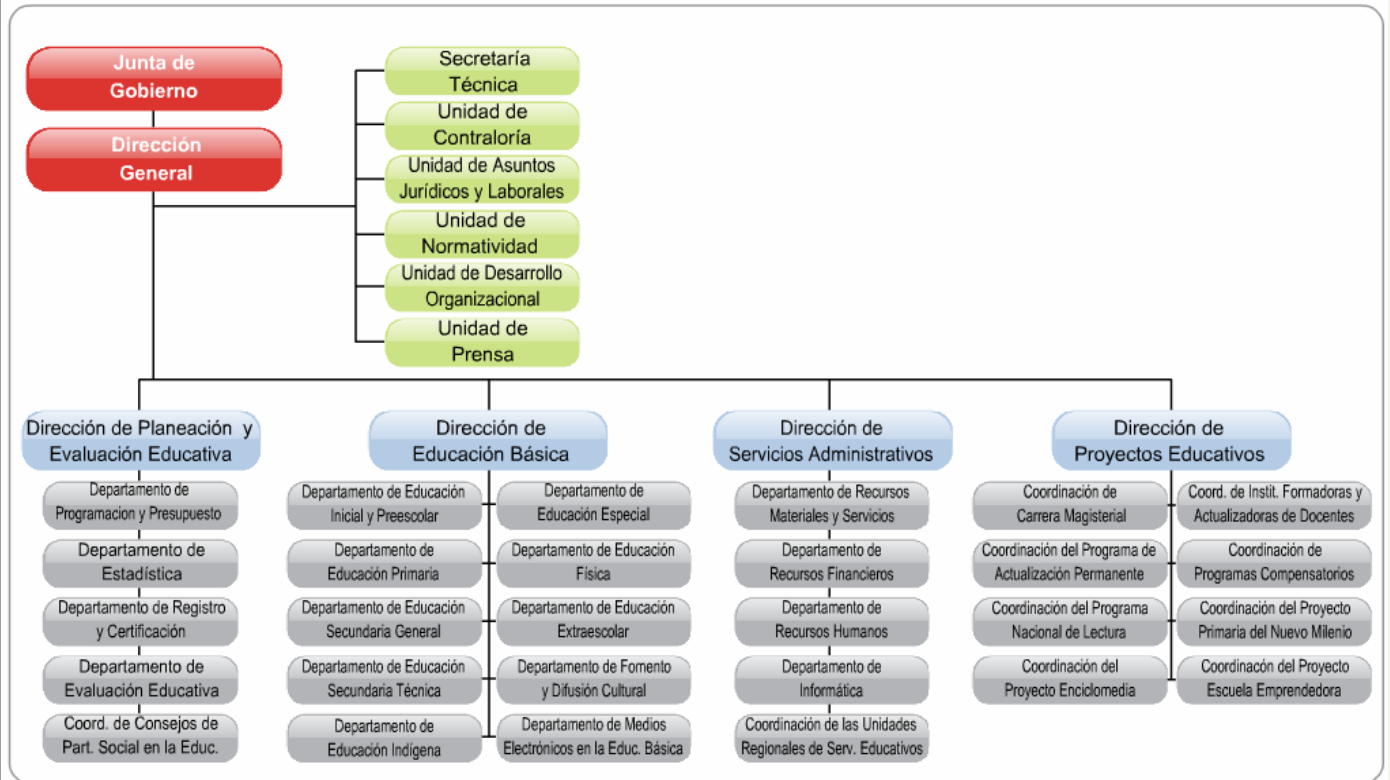 Junta de
Gobierno
Dirección
General
Secretaría
Técnica
Unidad de
Contraloría
Unidad de Asuntos
Jurídicos y Laborales
Unidad de
Normatividad
Unidad de Desarrollo
Organizacional
Unidad de
Prensa
Dirección de Planeación y
Evaluación Educativa
Departamento de
Programacion y Presupuesto
Departamento de
Estadística
Departamento de Registro
y Certificación
Departamento de
Evaluación Educativa
Coord. de Consejos de
Part. Social en la Educ.
Dirección de
Educación Básica
Departamento de Educación
Inicial y Preescolar
Departamento de
Educación Primaria
Departamento de Educación
Secundaria General
Departamento de Educación
Secundaria Técnica
Departamento de
Educación Indígena
Departamento de
Educación Especial
Departamento de Educación
Física
Departamento de Educación
Extraescolar
Departamento de Fomento
y Difusión Cultural
Departamento de Medios
Electrónicos en la Educ. Básica
Dirección de
Servicios Administrativos
Departamento de Recursos
Materiales y Servicios
Departamento de
Recursos Financieros
Departamento de
Recursos Humanos
Departamento de
Informática
Coordinación de las Unidades
Regionales de Serv. Educativos
Dirección de
Proyectos Educativos
Coordinación de
Carrera Magisterial
Coordinación del Programa de
Actualización Permanente
Coordinación del Programa
Nacional de Lectura
Coordinación del
Proyecto Enciclomedia
Coord. de Instit. Formadoras y
Actualizadoras de Docentes
Coordinación de
Programas Compensatorios
Coordinación del Proyecto
Primaria del Nuevo Milenio
Coordinacón del Proyecto
Escuela Emprendedora